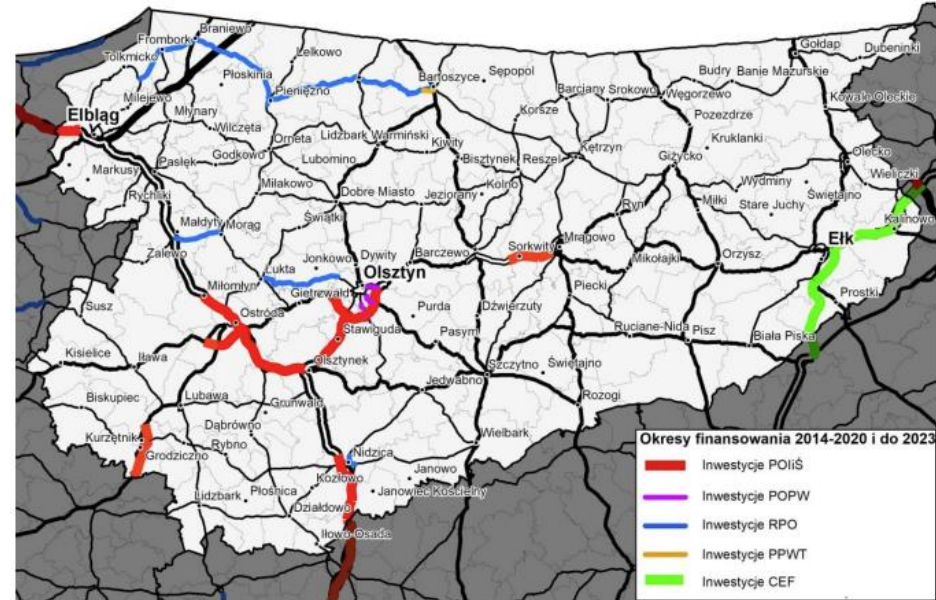 Braniewo
Frombork
Tolkmicko
Lelkowo
Gołdap
Dubeninki
Płoskinia
Pieniężno
Bartoszyce
Sępopol
Budry
Banie Mazurskie
Milejewo
Barciany
Srokowo
Węgorzewo
Kowale Oleckie
Elbląg
Młynary
Korsze
Pozezdrze
Wilczęta
Orneta
Lidzbark Warmiński
Kiwity
Kruklanki
Kętrzyn
Markusy
Pasłęk
Godkowo
Lubomino
Bisztynek
Reszel
Giżycko
Olecko
Wieliczki
Rychliki
Miłakowo
Dobre Miasto
Jeziorany
Kolno
Wydminy
Świętajno
Małdyty
Morąg
Świątki
Ryn
Miłki
Stare Juchy
Kalinowo
Zalewo
Jonkowo
Dywity
Barczewo
Sorkwity
Mrągowo
Ełk
Łukta
Olsztyn
Mikołajki
Orzysz
Miłomłyn
Gietrzwałd
Piecki
Prostki
Susz
Ostróda
Stawiguda
Purda
Dźwierzuty
Pasym
Ruciane-Nida
Pisz
Biała Piska
Kisielice
Iława
Olsztynek
Szczytno
Świętajno
Biskupiec
Lubawa
Grunwald
Jedwabno
Rozogi
Kurzętnik
Dąbrówno
Grodziczno
Rybno
Wielbark
Nidzica
Kozłowo
Janowo
Lidzbark
Płośnica
Janowiec Kościelny
Działdowo
Iłowo-Osada
Okresy finansowania 2014-2020 i do 2023
Inwestycje POIiŚ
Inwestycje POPW
Inwestycje RPO
Inwestycje PPWT
Inwestycje CEF